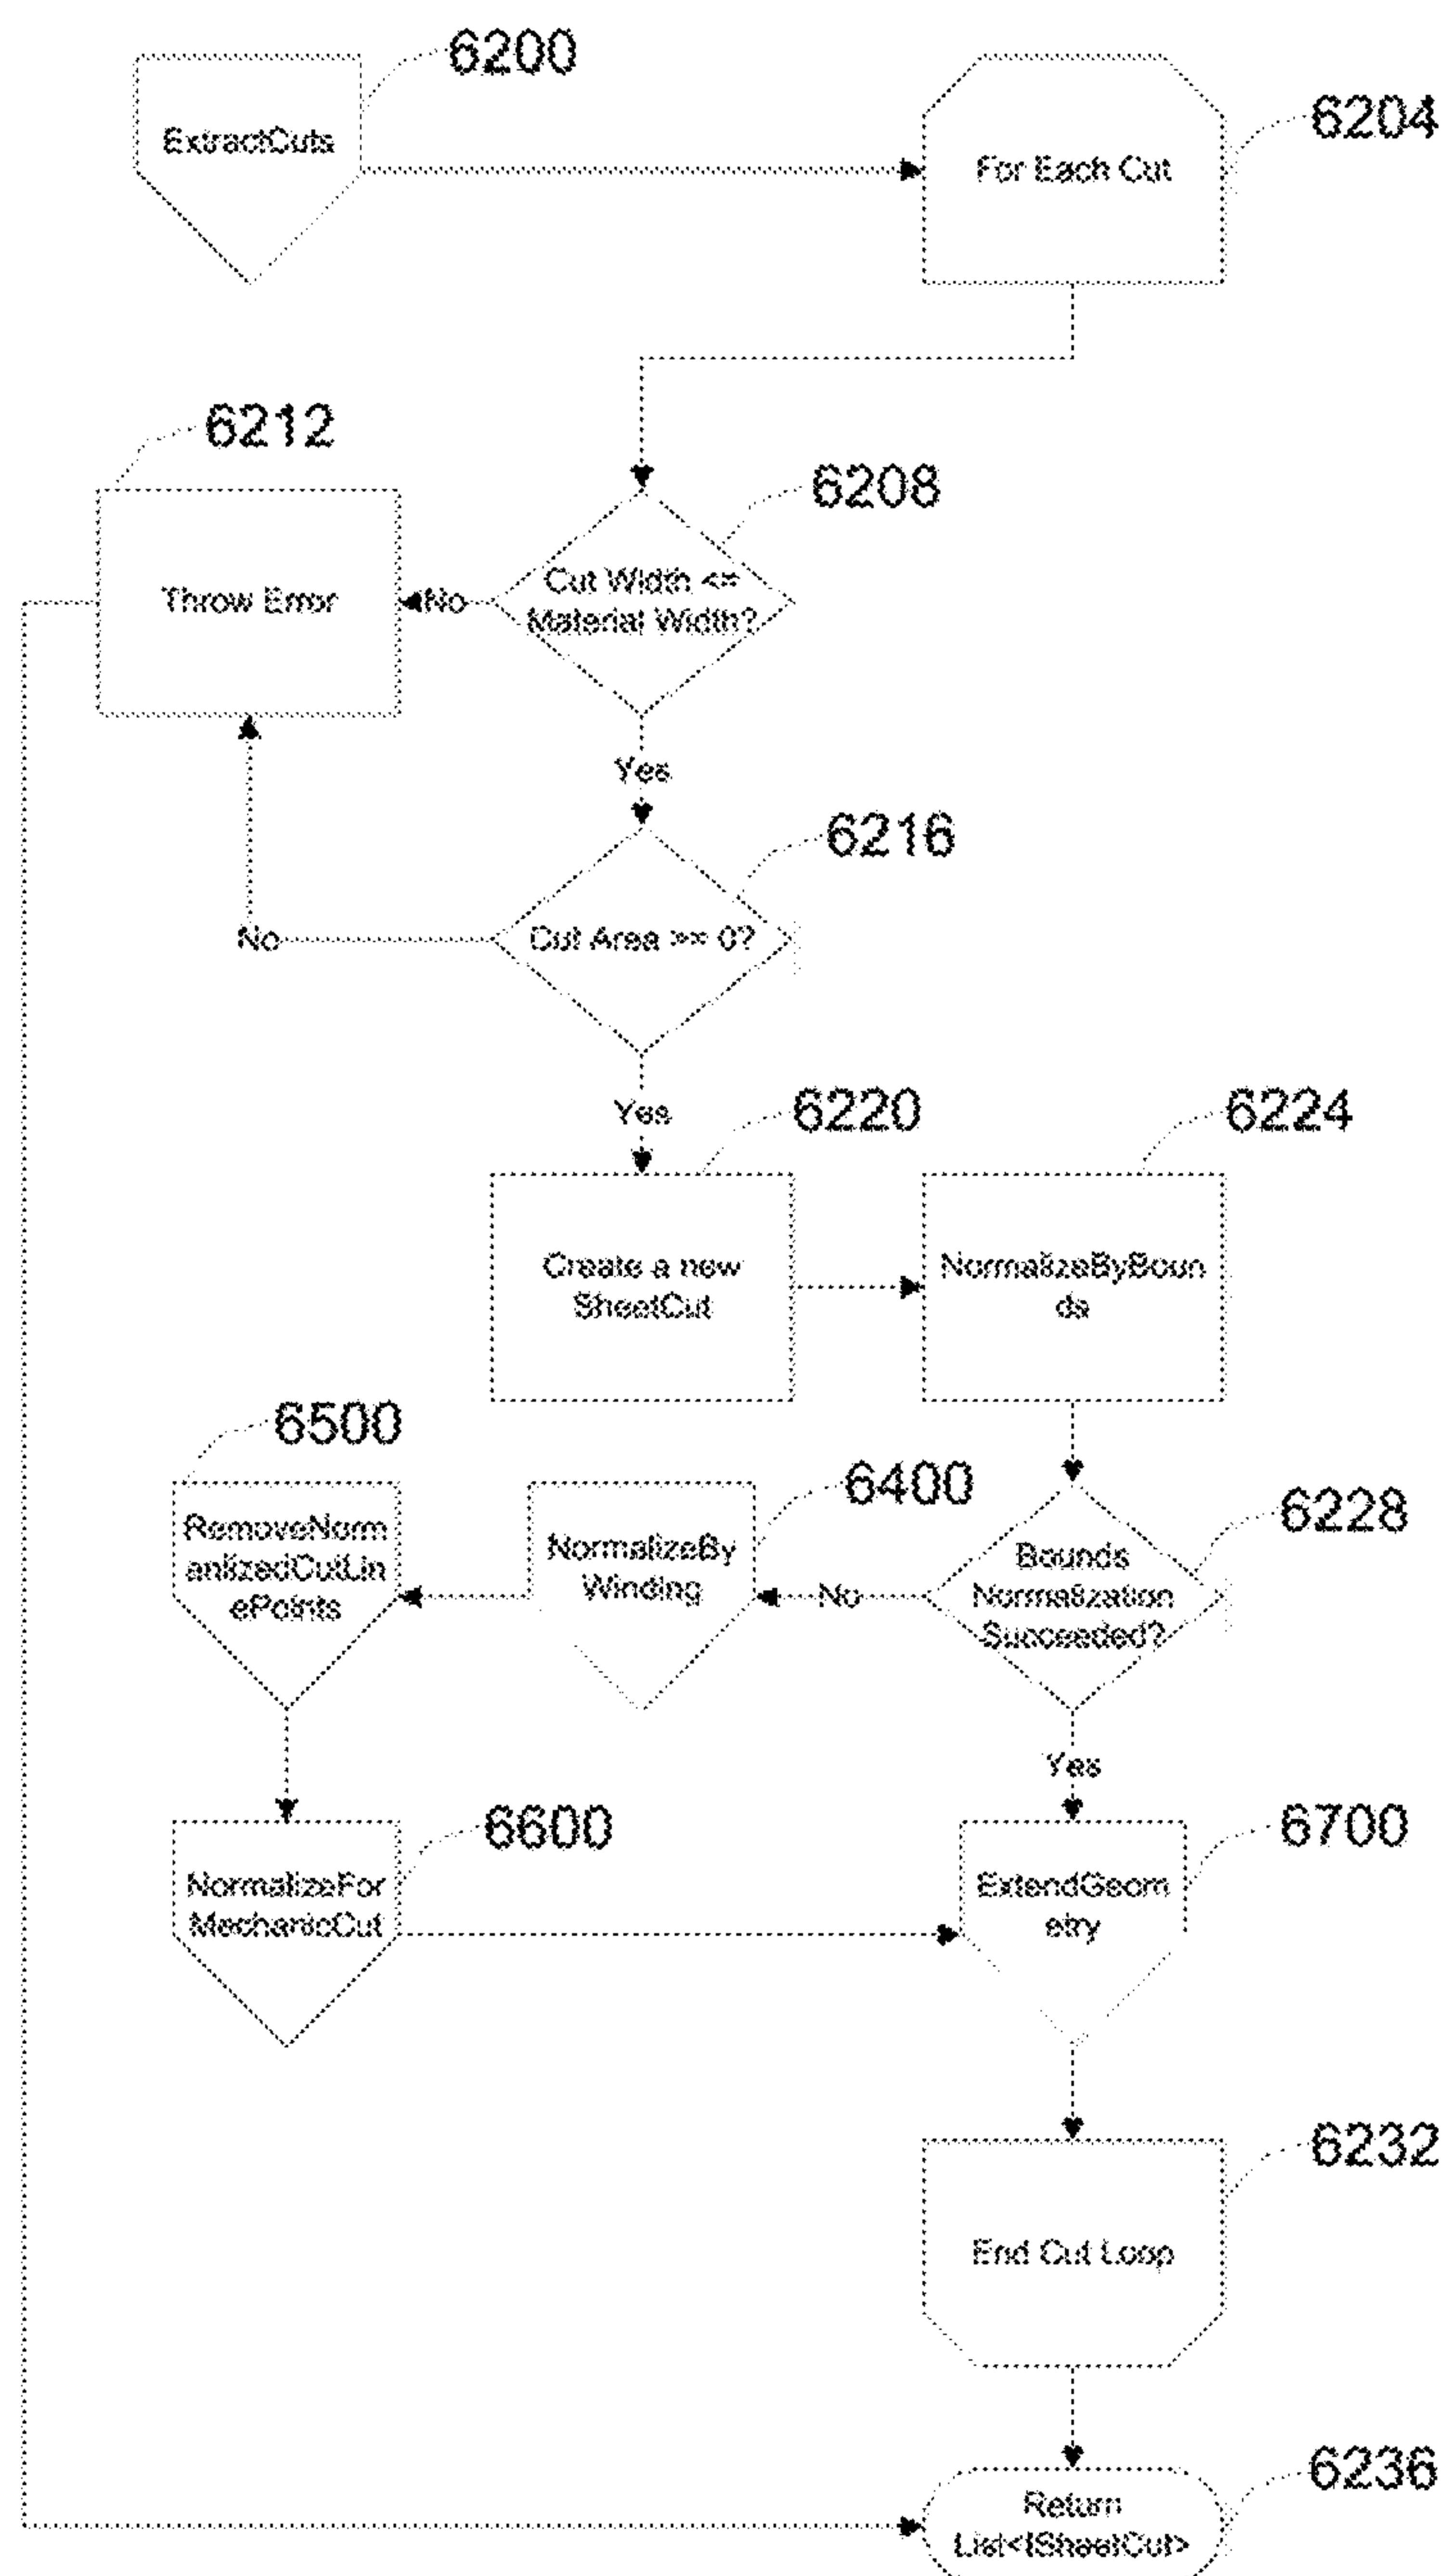 6200
ExtractCuts
6204
For Each Cut
6212
Throw Error
6208
Cut Width <=
Material Width?
No
Yes
6216
Cut Area >= 0?
No
Yes
6220
Create a new
SheetCut
6224
NormalizeByBoun
ds
6500
RemoveNorm
anlizedCutLin
ePoints
6400
NormalizeBy
Winding
No
6228
Bounds
Normalization
Succeeded?
Yes
6600
NormalizeFor
MechanicCut
6700
ExtendGeom
etry
6232
End Cut Loop
6236
Return
List<ISheetCut>